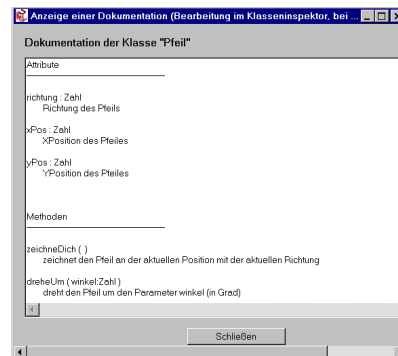 Anzeige einer Dokumentation (Bearbeitung im Klasseninspektor, bei ...
Dokumentation der Klasse "Pfeil"
Attribute
richtung : Zahl
Richtung des Pfeils
xPos : Zahl
XPosition des Pfeiles
yPos : Zahl
YPosition des Pfeiles
Methoden
zeichneDich ( )
zeichnet den Pfeil an der aktuellen Position mit der aktuellen Richtung
dreheUm ( winkel:Zahl )
dreht den Pfeil um den Parameter winkel (in Grad)
Schließen